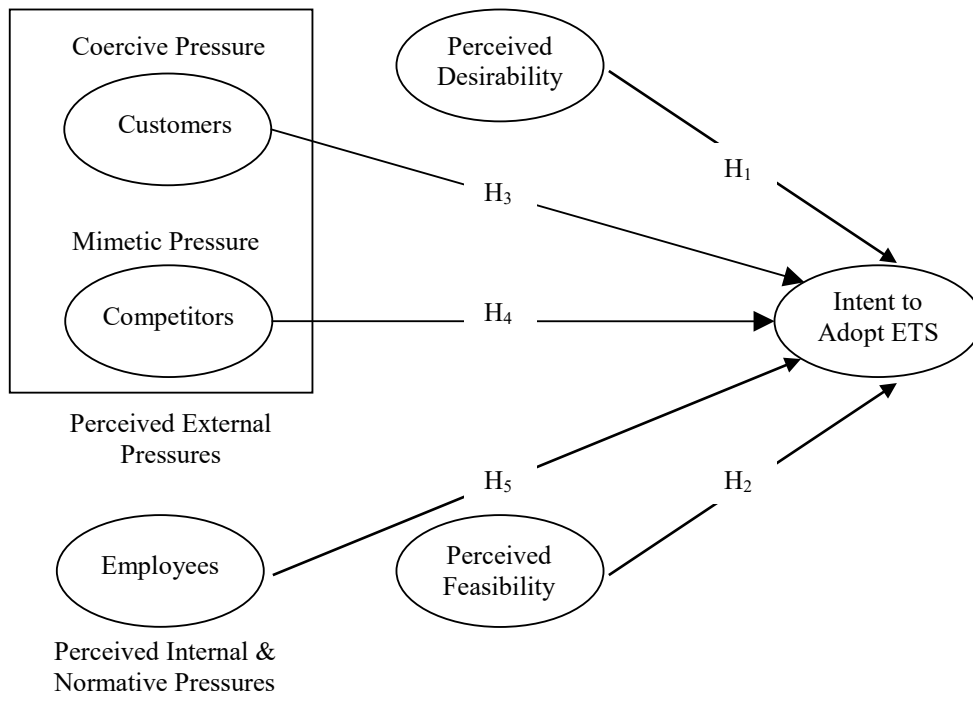 Coercive Pressure
Customers
Mimetic Pressure
Competitors
Perceived External
Pressures
Employees
Perceived Internal &
Normative Pressures
Perceived
Desirability
H₁
H₃
H₄
H₅
H₂
Perceived
Feasibility
Intent to
Adopt ETS